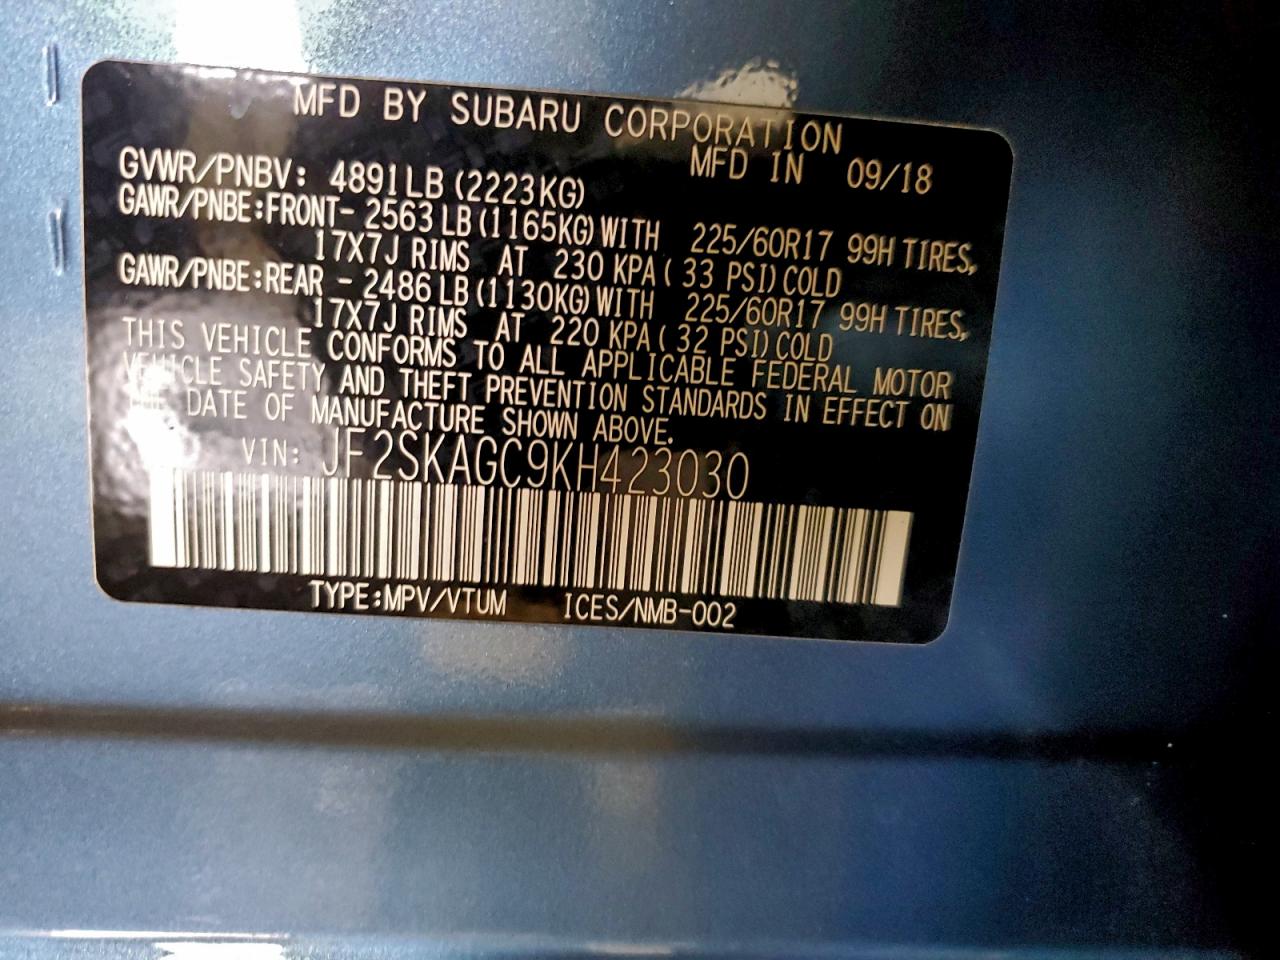 MFD BY SUBARU CORPORATION
MFD IN 09/18
GVWR/PNBV: 4891LB (2223KG)
GAWR/PNBE:FRONT- 2563 LB (1165KG) WITH 225/60R17 99H TIRES,
17X7J RIMS AT 230 KPA ( 33 PSI) COLD
GAWR/PNBE:REAR - 2486 LB (1130KG) WITH 225/60R17 99H TIRES,
17X7J RIMS AT 220 KPA ( 32 PSI) COLD
THIS VEHICLE CONFORMS TO ALL APPLICABLE FEDERAL MOTOR
VEHICLE SAFETY AND THEFT PREVENTION STANDARDS IN EFFECT ON
THE DATE OF MANUFACTURE SHOWN ABOVE.
VIN: JF2SKAGC9KH423030
TYPE:MPV/VTUM ICES/NMB-002